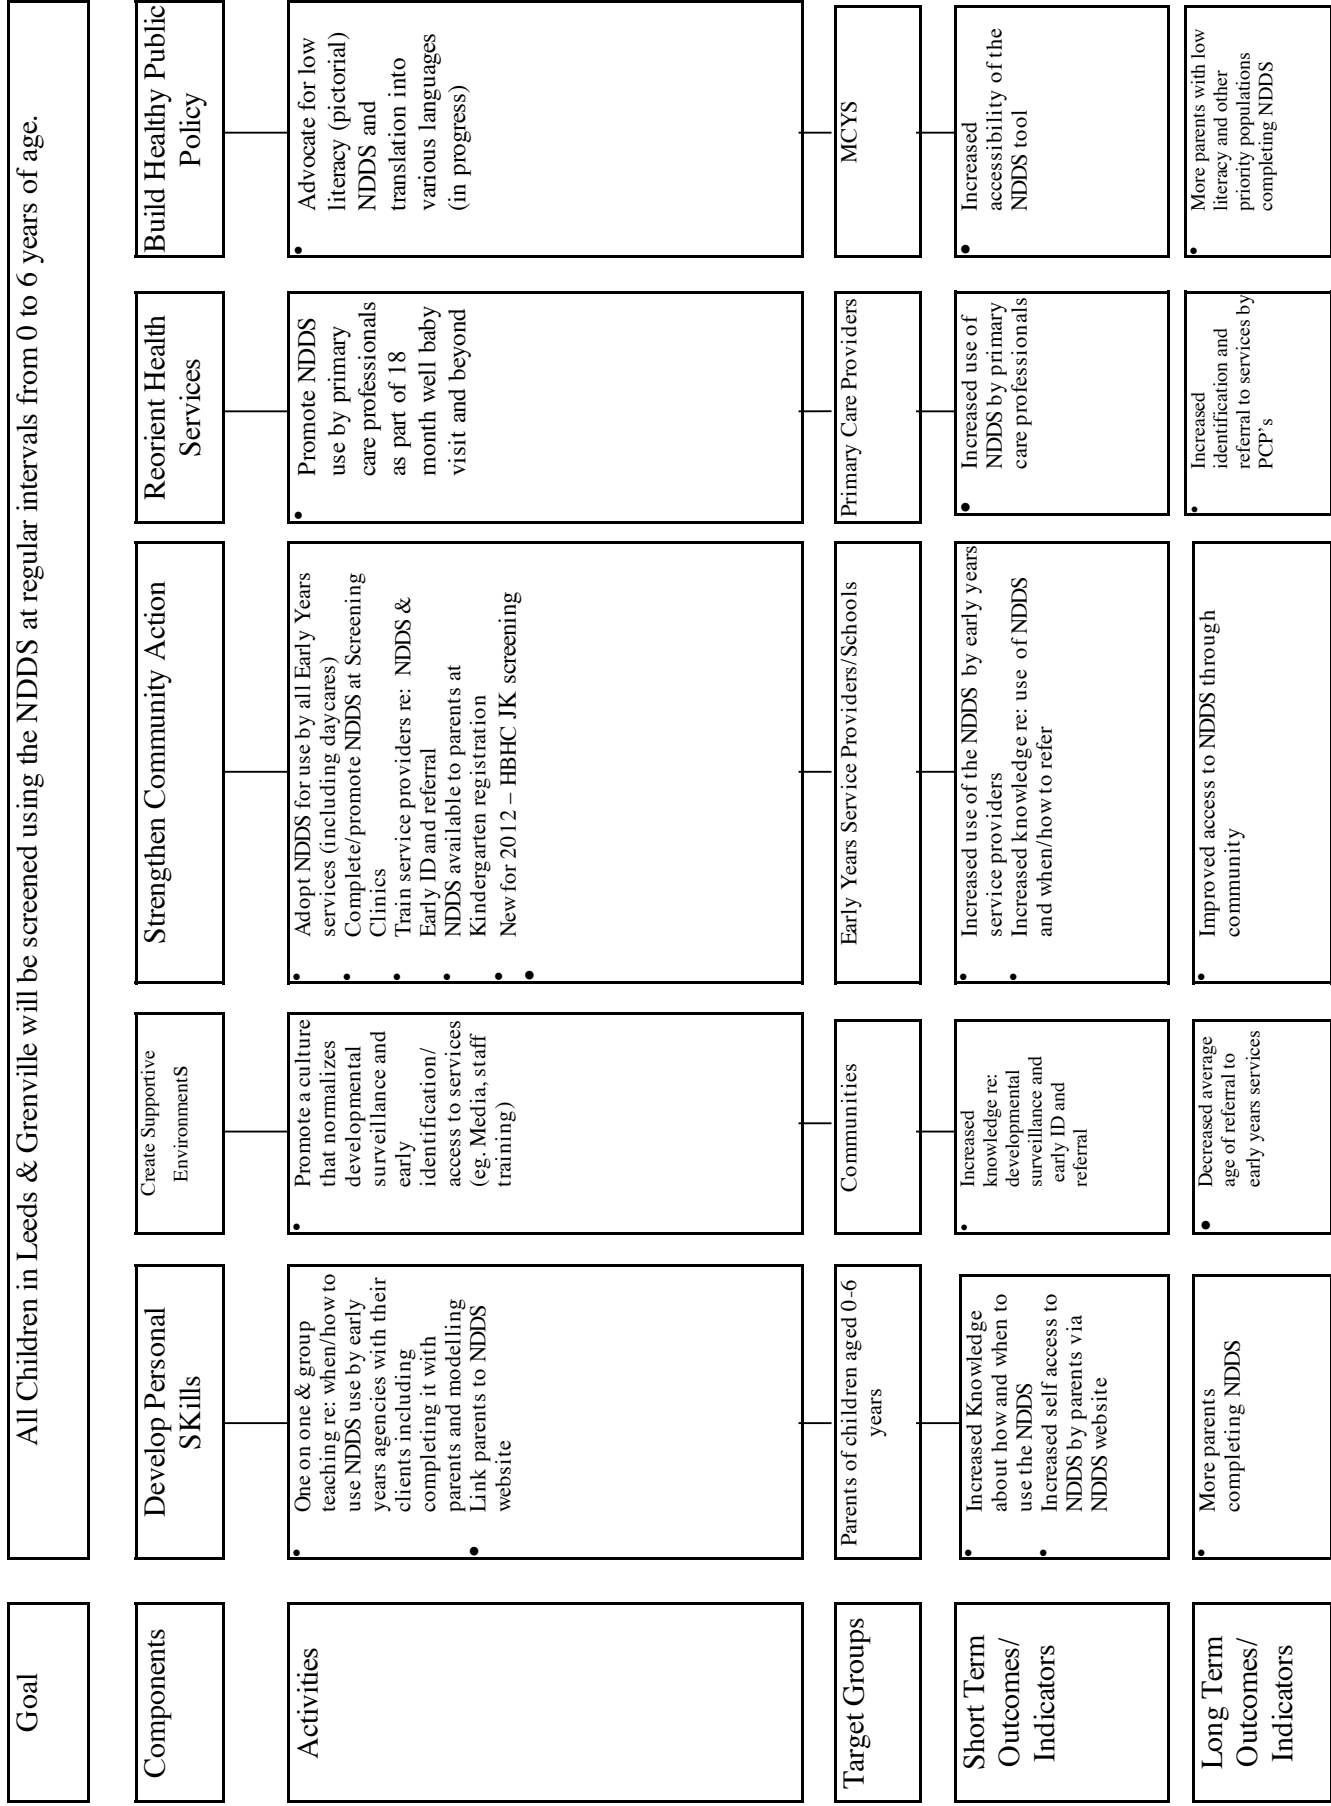 Goal
All Children in Leeds & Grenville will be screened using the NDDS at regular intervals from 0 to 6 years of age.
Components
Develop Personal
SKills
Create Supportive
EnvironmentS
Strengthen Community Action
Reorient Health
Services
Build Healthy Public
Policy
Activities
• One on one & group
teaching re: when/how to
use NDDS use by early
years agencies with their
clients including
completing it with
parents and modelling
• Link parents to NDDS
website
• Promote a culture
that normalizes
developmental
surveillance and
early
identification/
access to services
(eg. Media, staff
training)
• Adopt NDDS for use by all Early Years
services (including daycares)
• Complete/promote NDDS at Screening
Clinics
• Train service providers re: NDDS &
Early ID and referral
• NDDS available to parents at
Kindergarten registration
• New for 2012 – HBHC JK screening
•
• Promote NDDS
use by primary
care professionals
as part of 18
month well baby
visit and beyond
• Advocate for low
literacy (pictorial)
NDDS and
translation into
various languages
(in progress)
Target Groups
Parents of children aged 0-6
years
Communities
Early Years Service Providers/Schools
Primary Care Providers
MCYS
Short Term
Outcomes/
Indicators
• Increased Knowledge
about how and when to
use the NDDS
• Increased self access to
NDDS by parents via
NDDS website
• Increased
knowledge re:
developmental
surveillance and
early ID and
referral
• Increased use of the NDDS by early years
service providers
• Increased knowledge re: use of NDDS
and when/how to refer
• Increased use of
NDDS by primary
care professionals
• Increased
accessibility of the
NDDS tool
Long Term
Outcomes/
Indicators
• More parents
completing NDDS
• Decreased average
age of referral to
early years services
• Improved access to NDDS through
community
• Increased
identification and
referral to services by
PCP's
• More parents with low
literacy and other
priority populations
completing NDDS